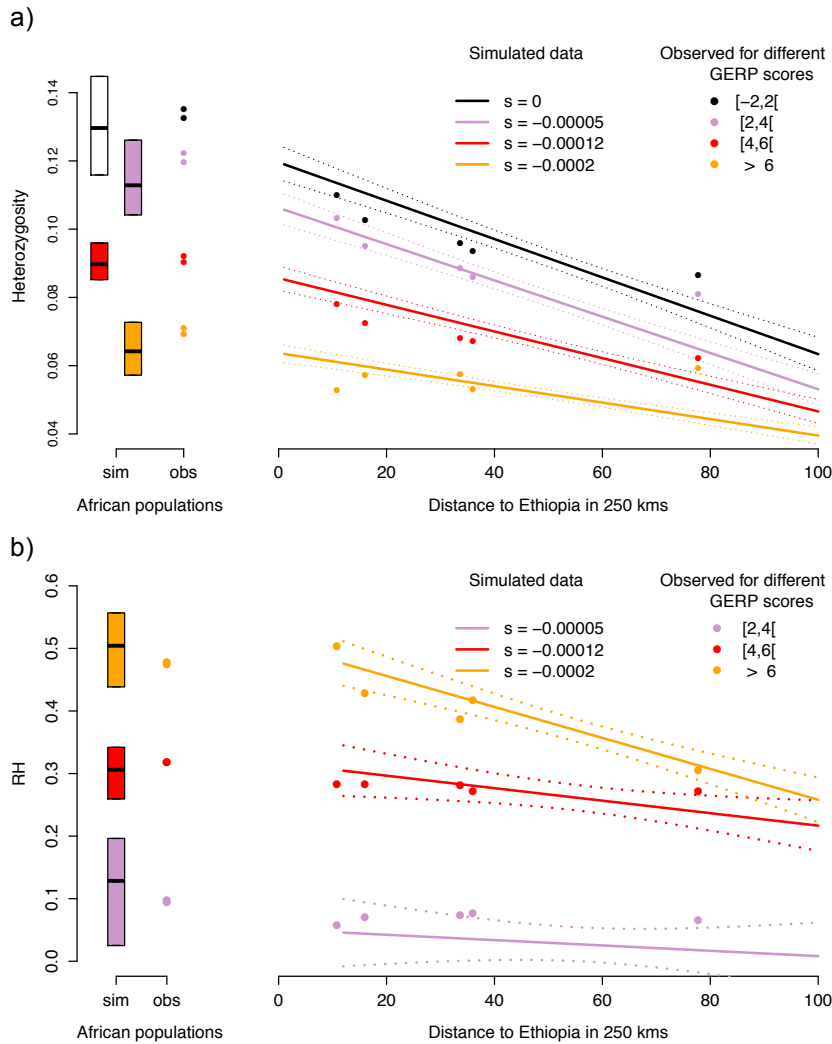 a)
Simulated data
Observed for different
GERP scores
s = 0
[−2,2[
s = −0.00005
[2,4[
s = −0.00012
[4,6[
s = −0.0002
> 6
Heterozygosity
0.14
0.12
0.10
0.08
0.06
0.04
sim
obs
0
20
40
60
80
100
African populations
Distance to Ethiopia in 250 kms
b)
Simulated data
Observed for different
GERP scores
s = −0.00005
[2,4[
s = −0.00012
[4,6[
s = −0.0002
> 6
RH
0.6
0.5
0.4
0.3
0.2
0.1
0.0
sim
obs
0
20
40
60
80
100
African populations
Distance to Ethiopia in 250 kms